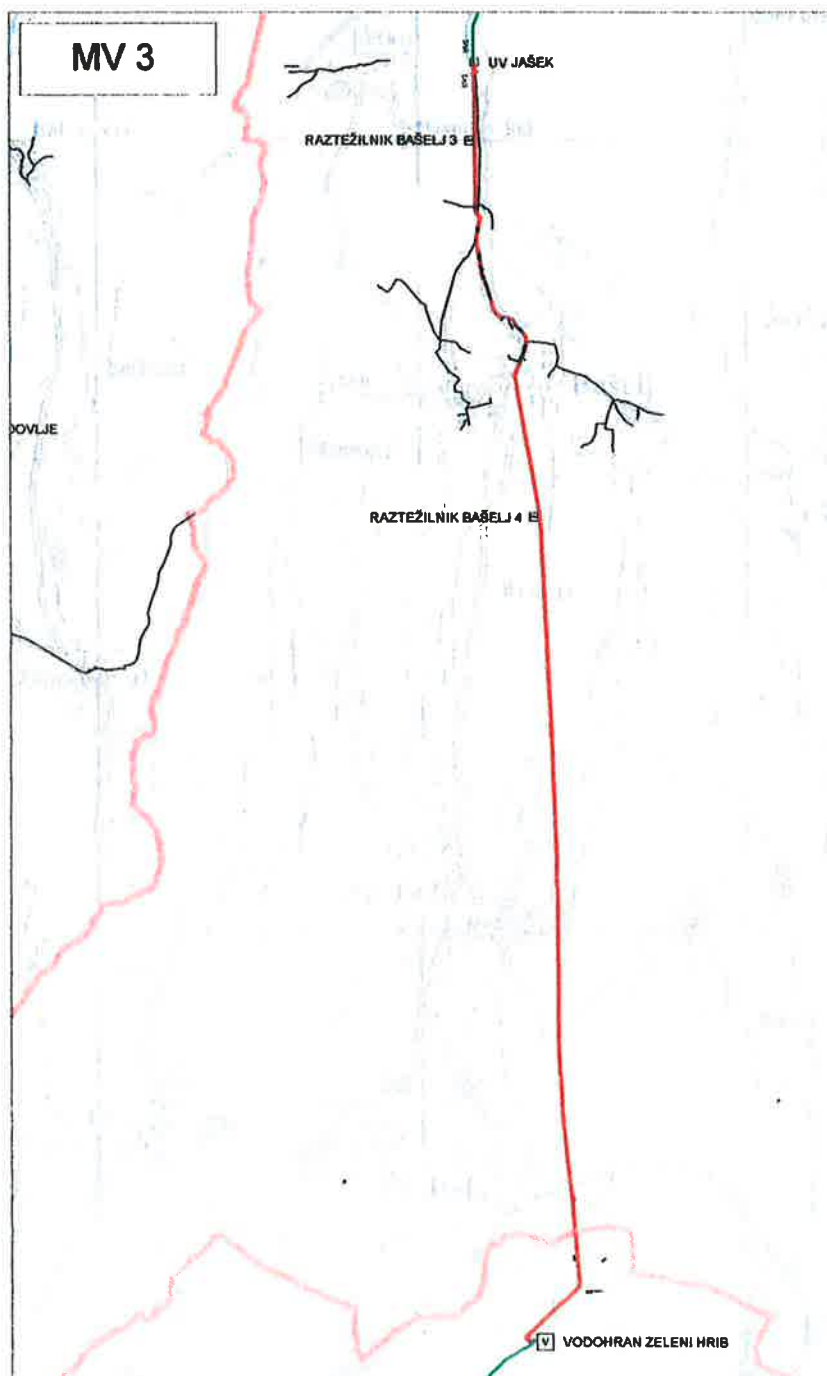 MV 3
UV JAŠEK
RAZTEŽILNIK BAŠELJ 3
OVLJE
RAZTEŽILNIK BAŠELJ 4
V VODOHRAN ZELENI HRIB